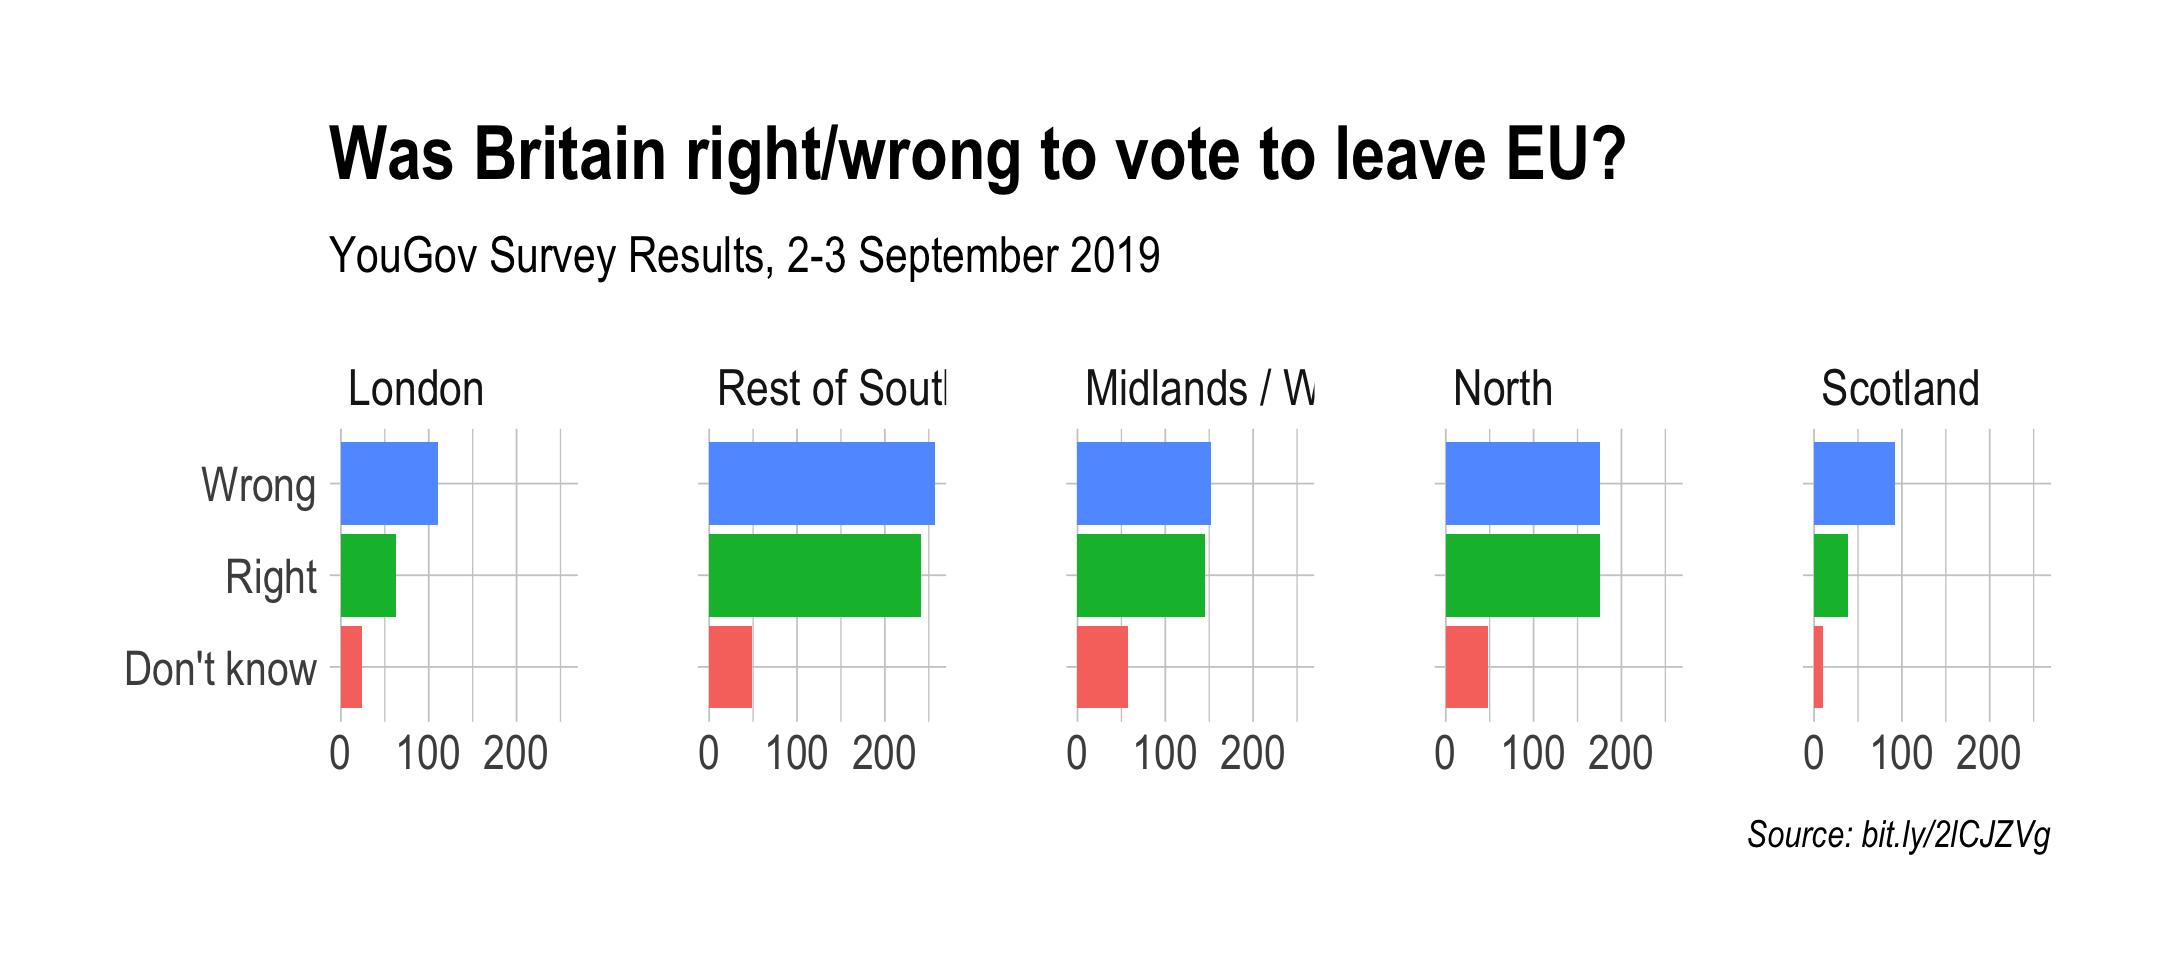 Was Britain right/wrong to vote to leave EU?
YouGov Survey Results, 2-3 September 2019
London Rest of Sout Midlands / W North Scotland
Wrong
Right
Don't know
0 100 200 0 100 200 0 100 200 0 100 200 0 100 200
Source: bit.ly/2lCJZVg